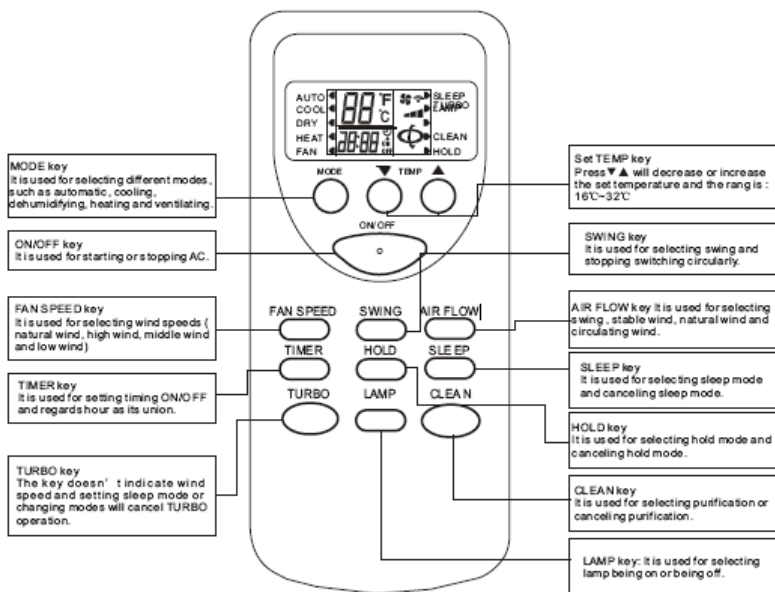 AUTO
COOL
DRY
HEAT
FAN
88 °F
°C
88:88
ON
OFF
SLEEP
TURBO
LAMP
CLEAN
HOLD
MODE ▼ TEMP ▲
ON/OFF
FAN SPEED SWING AIR FLOW
TIMER HOLD SLEEP
TURBO LAMP CLEAN
MODE key
It is used for selecting different modes,
such as automatic, cooling,
dehumidifying, heating and ventilating.
ON/OFF key
It is used for starting or stopping AC.
FAN SPEED key
It is used for selecting wind speeds (
natural wind, high wind, middle wind
and low wind)
TIMER key
It is used for setting timing ON/OFF
and regards hour as its union.
TURBO key
The key doesn' t indicate wind
speed and setting sleep mode or
changing modes will cancel TURBO
operation.
Set TEMP key
Press▼▲ will decrease or increase
the set temperature and the rang is :
16℃~32℃
SWING key
It is used for selecting swing and
stopping switching circularly.
AIR FLOW key It is used for selecting
swing , stable wind, natural wind and
circulating wind.
SLEEP key
It is used for selecting sleep mode
and canceling sleep mode.
HOLD key
It is used for selecting hold mode and
canceling hold mode.
CLEAN key
It is used for selecting purification or
canceling purification.
LAMP key: It is used for selecting
lamp being on or being off.